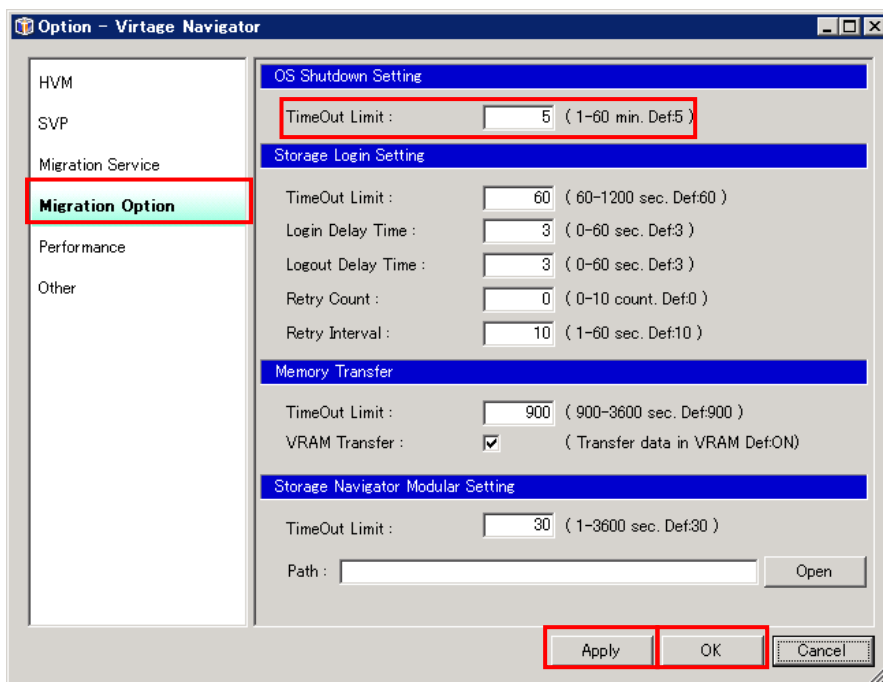 Option - Virtage Navigator
HVM
SVP
Migration Service
Migration Option
Performance
Other
OS Shutdown Setting
TimeOut Limit : 5 ( 1-60 min. Def:5 )
Storage Login Setting
TimeOut Limit : 60 ( 60-1200 sec. Def:60 )
Login Delay Time : 3 ( 0-60 sec. Def:3 )
Logout Delay Time : 3 ( 0-60 sec. Def:3 )
Retry Count : 0 ( 0-10 count. Def:0 )
Retry Interval : 10 ( 1-60 sec. Def:10 )
Memory Transfer
TimeOut Limit : 900 ( 900-3600 sec. Def:900 )
VRAM Transfer : ( Transfer data in VRAM Def:ON)
Storage Navigator Modular Setting
TimeOut Limit : 30 ( 1-3600 sec. Def:30 )
Path : Open
Apply OK Cancel